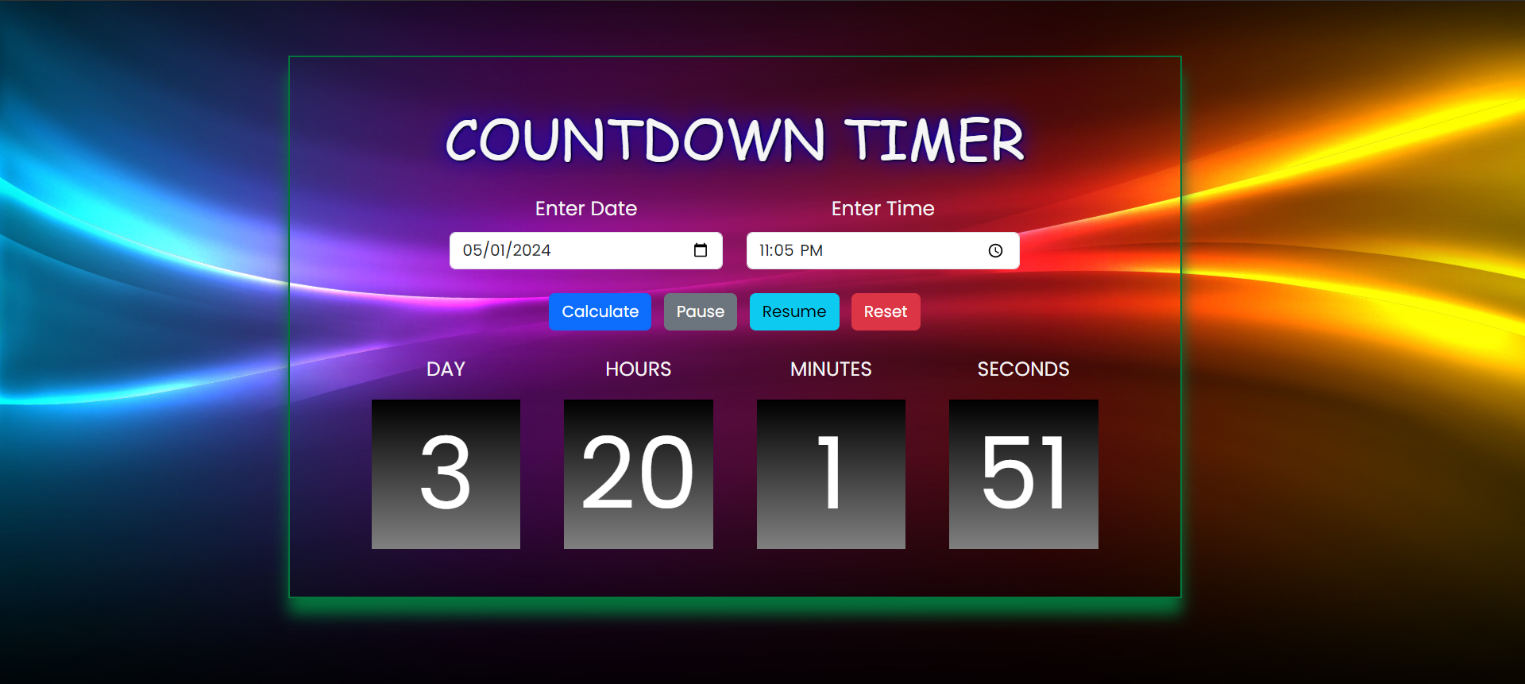 COUNTDOWN TIMER
Enter Date Enter Time
05/01/2024 11:05 PM
Calculate Pause Resume Reset
DAY HOURS MINUTES SECONDS
3 20 1 51